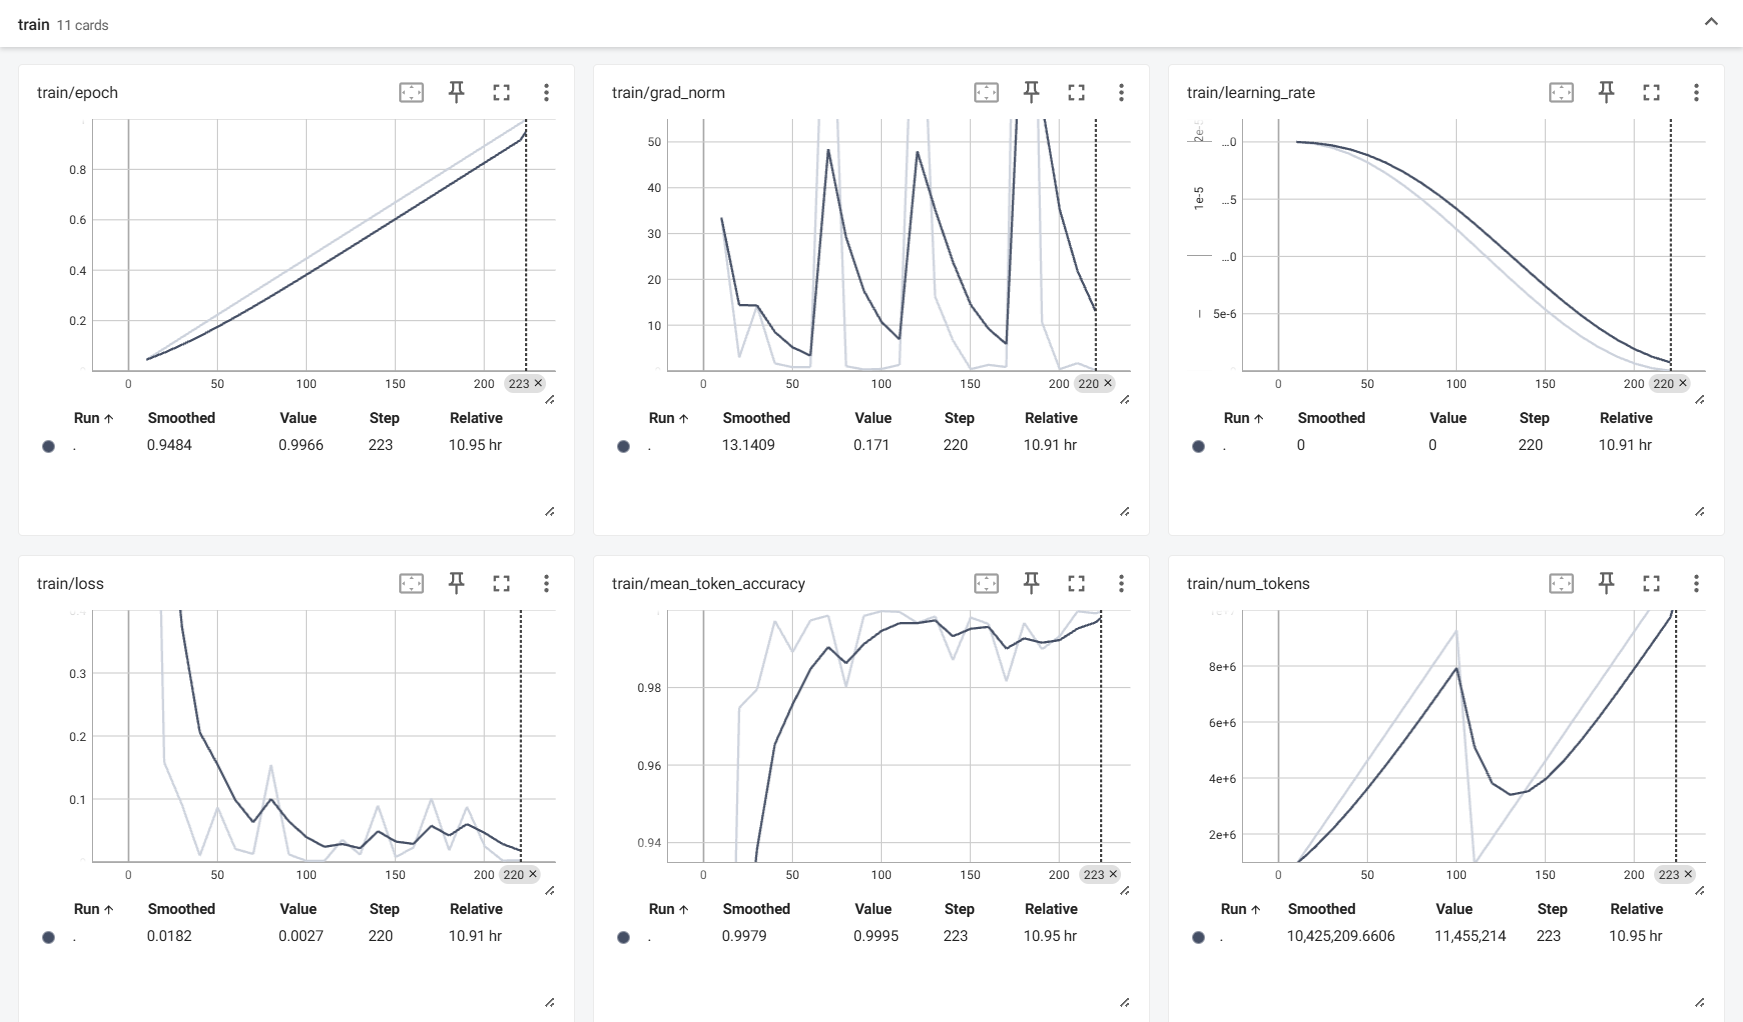 train 11 cards
train/epoch
0.8
0.6
0.4
0.2
0 50 100 150 200 223 ✕
Run ↑ Smoothed Value Step Relative
. 0.9484 0.9966 223 10.95 hr
train/grad_norm
50
40
30
20
10
0 50 100 150 200 220 ✕
Run ↑ Smoothed Value Step Relative
. 13.1409 0.171 220 10.91 hr
train/learning_rate
2e-5
...0
1e-5
...5
...0
5e-6
0 50 100 150 200 220 ✕
Run ↑ Smoothed Value Step Relative
. 0 0 220 10.91 hr
train/loss
0.4
0.3
0.2
0.1
0 50 100 150 200 220 ✕
Run ↑ Smoothed Value Step Relative
. 0.0182 0.0027 220 10.91 hr
train/mean_token_accuracy
0.98
0.96
0.94
0 50 100 150 200 223 ✕
Run ↑ Smoothed Value Step Relative
. 0.9979 0.9995 223 10.95 hr
train/num_tokens
8e+6
6e+6
4e+6
2e+6
0 50 100 150 200 223 ✕
Run ↑ Smoothed Value Step Relative
. 10,425,209.6606 11,455,214 223 10.95 hr